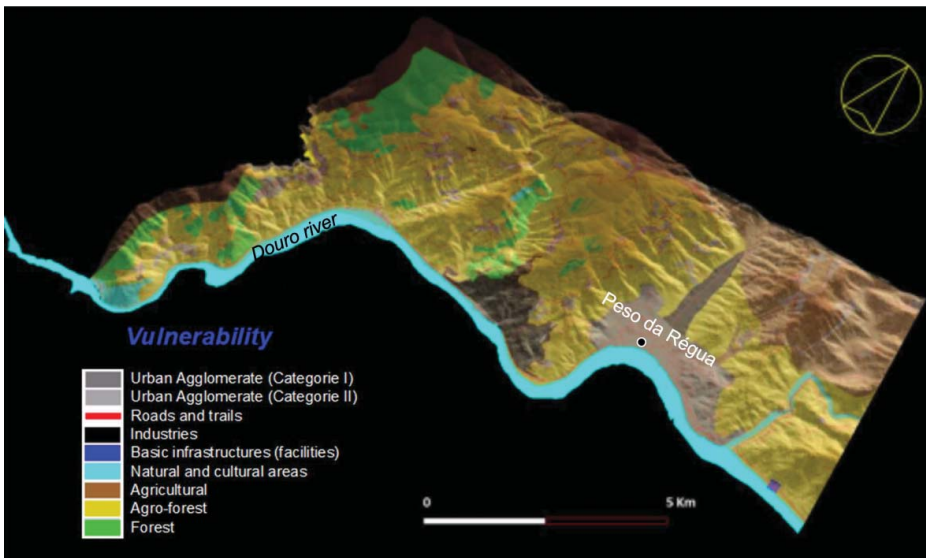 Douro river
Peso da Régua
Vulnerability
Urban Agglomerate (Categorie I)
Urban Agglomerate (Categorie II)
Roads and trails
Industries
Basic infrastructures (facilities)
Natural and cultural areas
Agricultural
Agro-forest
Forest
0 5 Km